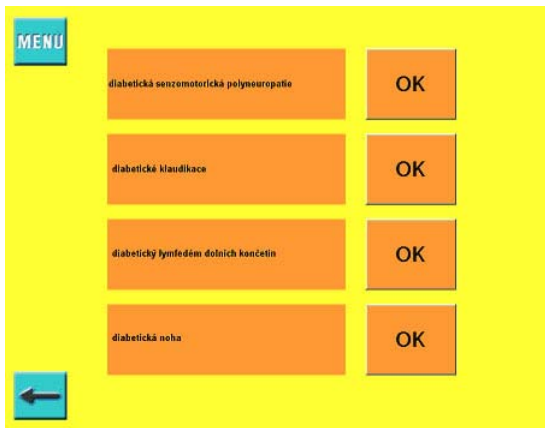 MENU
diabetická senzomotorická polyneuropatie OK
diabetické klaudikace OK
diabetický lymfedém dolních končetin OK
diabetická noha OK